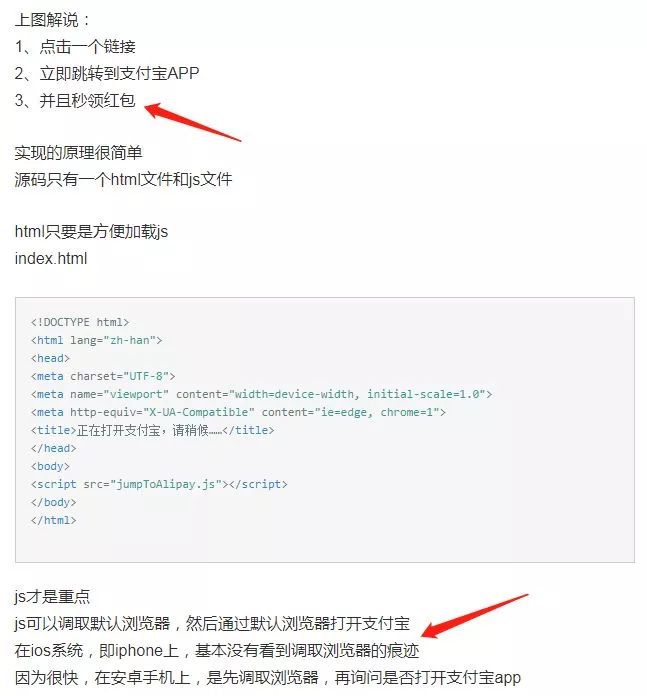 上图解说：
1、点击一个链接
2、立即跳转到支付宝APP
3、并且秒领红包
实现的原理很简单
源码只有一个html文件和js文件
html只要是方便加载js
index.html
<!DOCTYPE html>
<html lang="zh-han">
<head>
<meta charset="UTF-8">
<meta name="viewport" content="width=device-width, initial-scale=1.0">
<meta http-equiv="X-UA-Compatible" content="ie=edge, chrome=1">
<title>正在打开支付宝，请稍候……</title>
</head>
<body>
<script src="jumpToAlipay.js"></script>
</body>
</html>
js才是重点
js可以调取默认浏览器，然后通过默认浏览器打开支付宝
在ios系统，即iphone上，基本没有看到调取浏览器的痕迹
因为很快，在安卓手机上，是先调取浏览器，再询问是否打开支付宝app